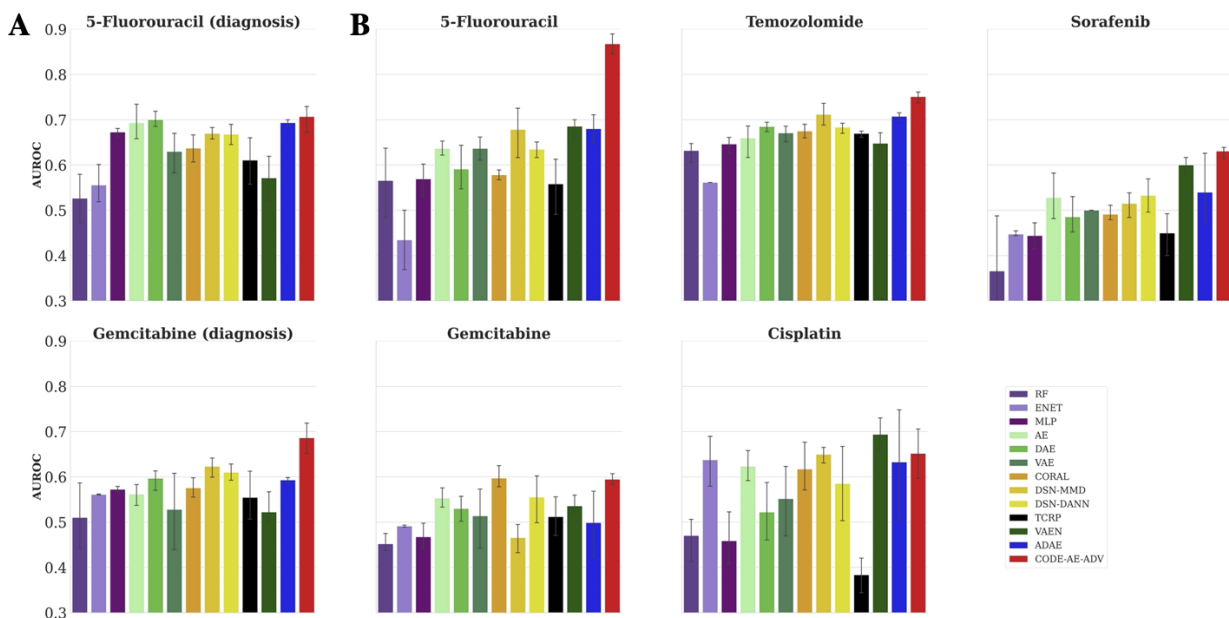 A
5-Fluorouracil (diagnosis)
B
5-Fluorouracil
Temozolomide
Sorafenib
AUROC
0.9
0.8
0.7
0.6
0.5
0.4
0.3
Gemcitabine (diagnosis)
Gemcitabine
Cisplatin
AUROC
0.9
0.8
0.7
0.6
0.5
0.4
0.3
RF
ENET
MLP
AE
DAE
VAE
CORAL
DSN-MMD
DSN-DANN
TCRP
VAEN
ADAE
CODE-AE-ADV